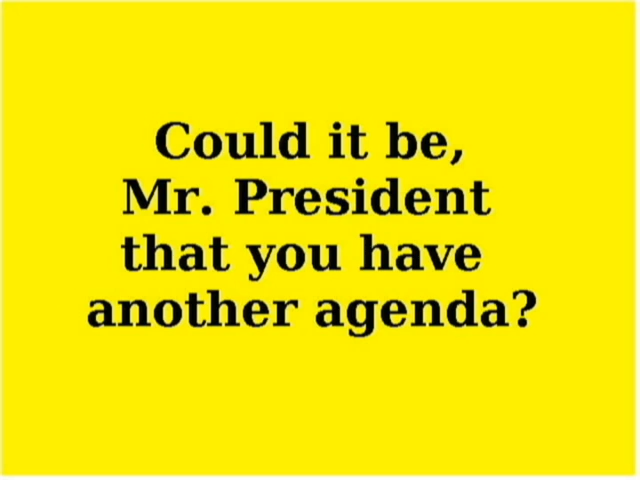 Could it be,
Mr. President
that you have
another agenda?